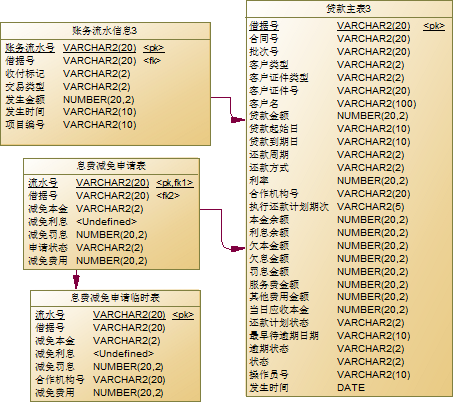 账务流水信息3
账务流水号 VARCHAR2(20) <pk>
借据号 VARCHAR2(20) <fk>
收付标记 VARCHAR2(2)
交易类型 VARCHAR2(2)
发生金额 NUMBER(20,2)
发生时间 VARCHAR2(10)
项目编号 VARCHAR2(10)
息费减免申请表
流水号 VARCHAR2(20) <pk,fk1>
借据号 VARCHAR2(20) <fk2>
减免本金 VARCHAR2(2)
减免利息 <Undefined>
减免罚息 NUMBER(20,2)
申请状态 VARCHAR2(2)
减免费用 NUMBER(20,2)
息费减免申请临时表
流水号 VARCHAR2(20) <pk>
借据号 VARCHAR2(20)
减免本金 VARCHAR2(2)
减免利息 <Undefined>
减免罚息 NUMBER(20,2)
合作机构号 VARCHAR2(20)
减免费用 NUMBER(20,2)
贷款主表3
借据号 VARCHAR2(20) <pk>
合同号 VARCHAR2(20)
批次号 VARCHAR2(20)
客户类型 VARCHAR2(2)
客户证件类型 VARCHAR2(2)
客户证件号 VARCHAR2(20)
客户名 VARCHAR2(100)
贷款金额 NUMBER(20,2)
贷款起始日 VARCHAR2(10)
贷款到期日 VARCHAR2(10)
还款周期 VARCHAR2(2)
还款方式 VARCHAR2(2)
利率 NUMBER(20,2)
合作机构号 VARCHAR2(20)
执行还款计划期次 VARCHAR2(5)
本金余额 NUMBER(20,2)
利息余额 NUMBER(20,2)
欠本金额 NUMBER(20,2)
欠息金额 NUMBER(20,2)
罚息金额 NUMBER(20,2)
服务费金额 NUMBER(20,2)
其他费用金额 NUMBER(20,2)
当日应收本金 NUMBER(20,2)
还款计划状态 VARCHAR2(2)
最早待逾期日期 VARCHAR2(10)
逾期状态 VARCHAR2(2)
状态 VARCHAR2(2)
操作员号 VARCHAR2(10)
发生时间 DATE